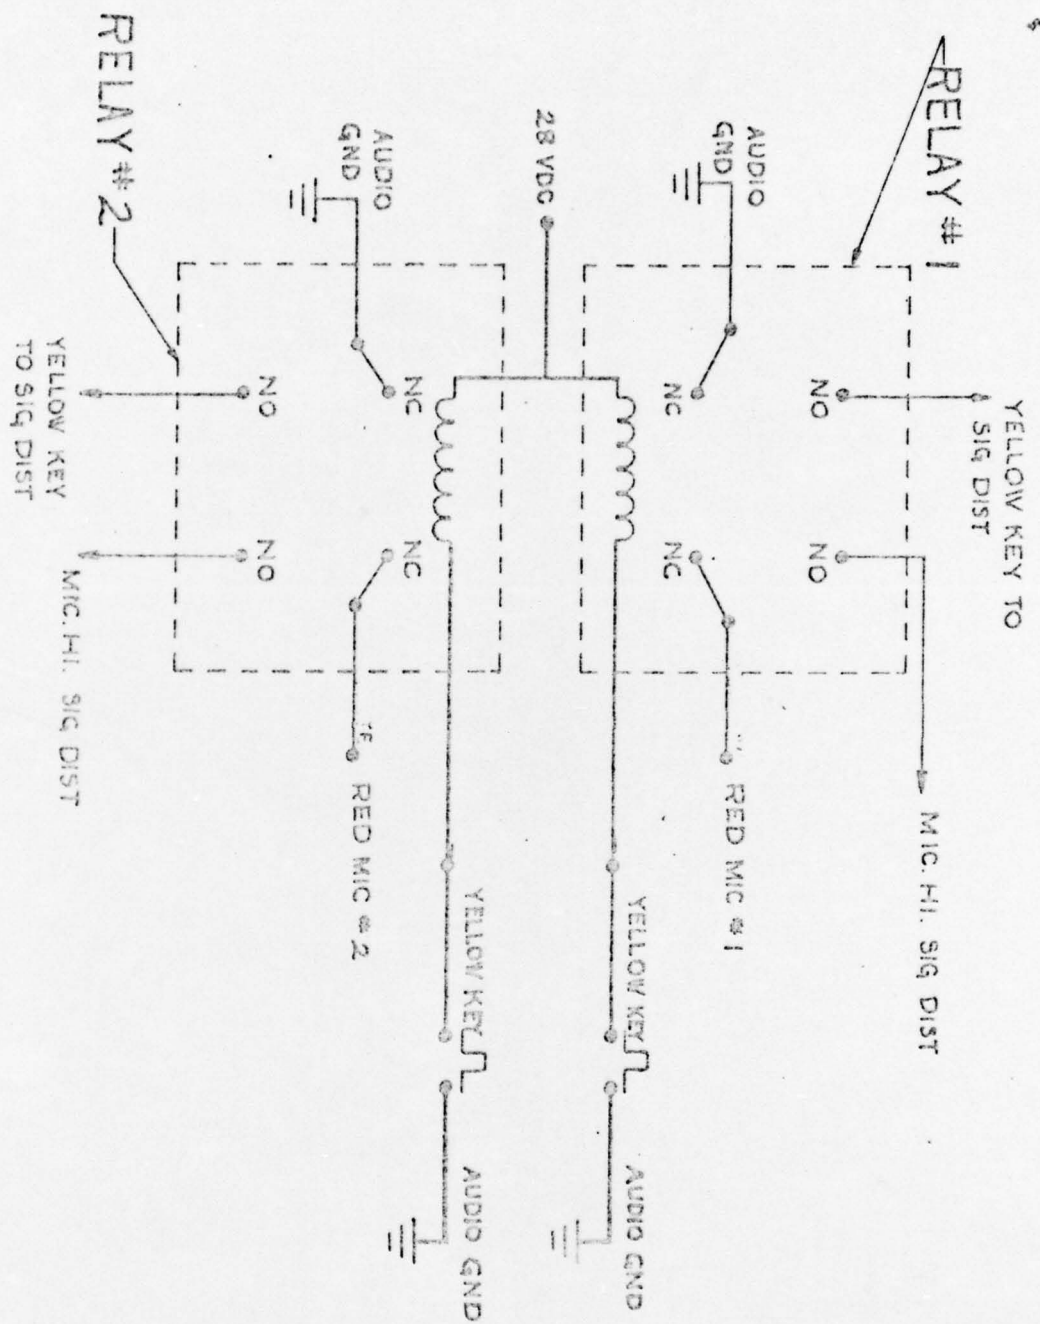 RELAY # 1
YELLOW KEY TO
SIG DIST
MIC. HI. SIG DIST
NO
NO
AUDIO
GND
NC
NC
RED MIC # 1
28 VDC
YELLOW KEY
AUDIO GND
YELLOW KEY
AUDIO GND
AUDIO
GND
NC
NC
RED MIC # 2
NO
NO
YELLOW KEY
TO SIG DIST
MIC. HI. SIG DIST
RELAY # 2